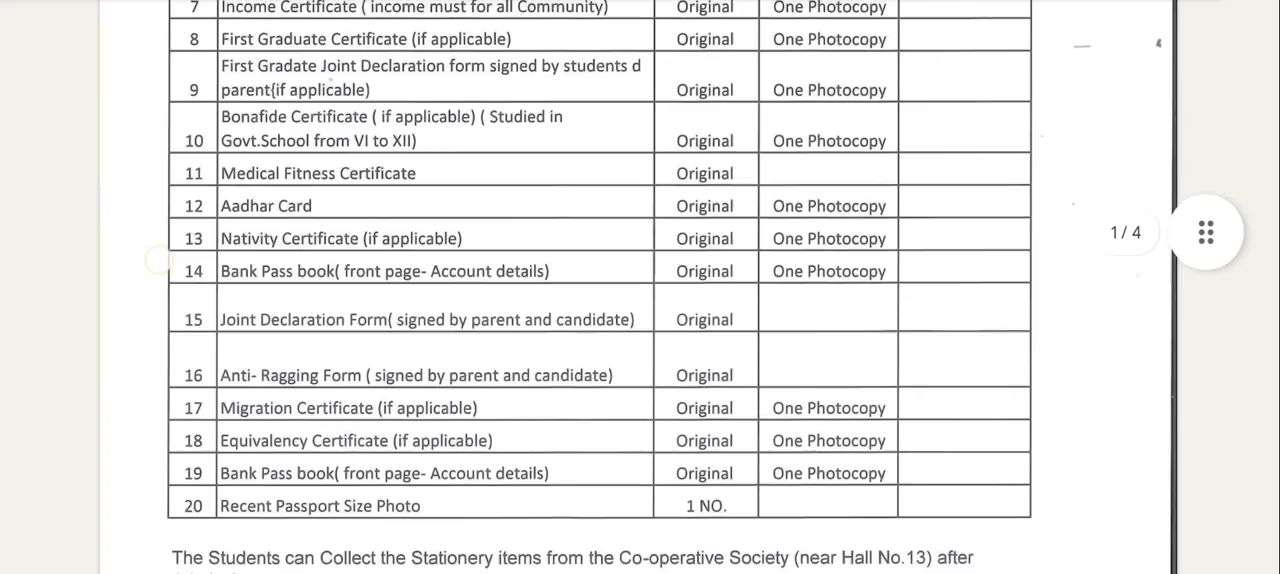 7 Income Certificate ( income must for all Community) Original One Photocopy
8 First Graduate Certificate (if applicable) Original One Photocopy
First Gradate Joint Declaration form signed by students d
9 parent{if applicable) Original One Photocopy
Bonafide Certificate ( if applicable) ( Studied in
10 Govt.School from VI to XII) Original One Photocopy
11 Medical Fitness Certificate Original
12 Aadhar Card Original One Photocopy
1 / 4
13 Nativity Certificate (if applicable) Original One Photocopy
14 Bank Pass book( front page- Account details) Original One Photocopy
15 Joint Declaration Form( signed by parent and candidate) Original
16 Anti- Ragging Form ( signed by parent and candidate) Original
17 Migration Certificate (if applicable) Original One Photocopy
18 Equivalency Certificate (if applicable) Original One Photocopy
19 Bank Pass book( front page- Account details) Original One Photocopy
20 Recent Passport Size Photo 1 NO.
The Students can Collect the Stationery items from the Co-operative Society (near Hall No.13) after